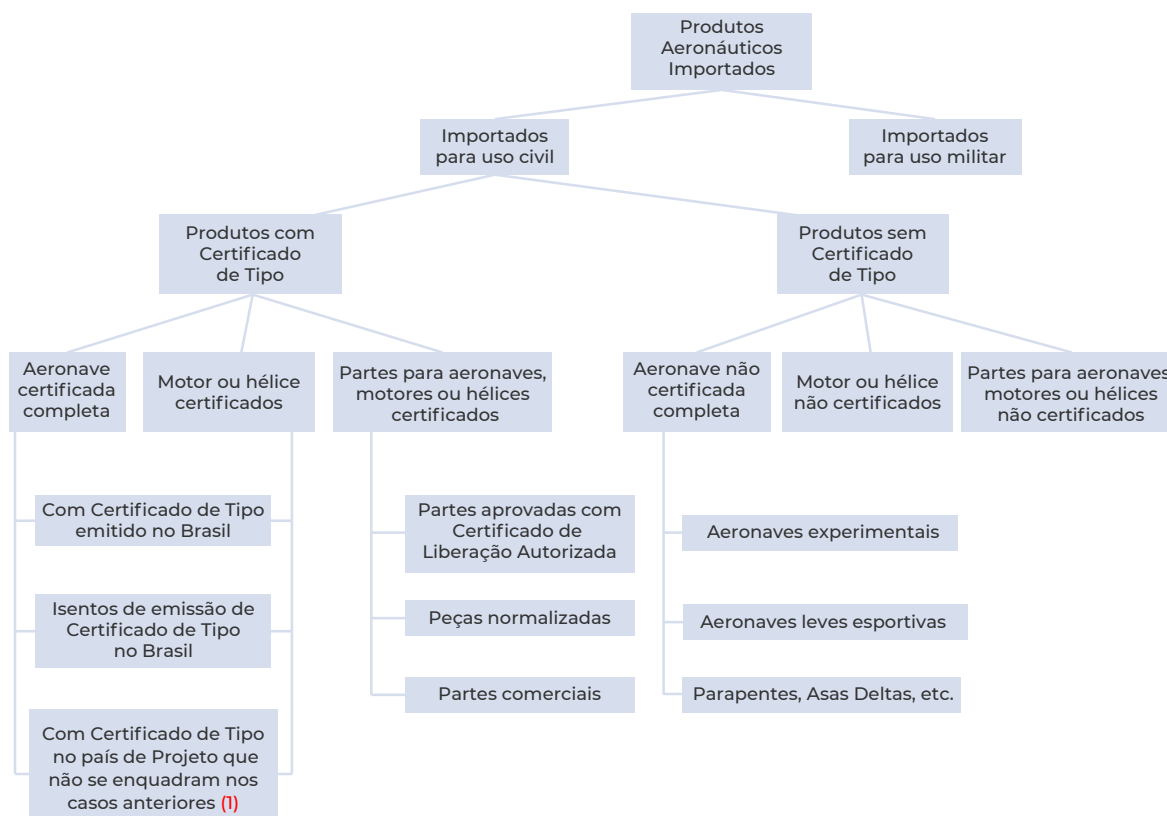 Produtos
Aeronáuticos
Importados
Importados
para uso civil
Importados
para uso militar
Produtos com
Certificado
de Tipo
Produtos sem
Certificado
de Tipo
Aeronave
certificada
completa
Motor ou hélice
certificados
Partes para aeronaves,
motores ou hélices
certificados
Aeronave não
certificada
completa
Motor ou hélice
não certificados
Partes para aeronaves,
motores ou hélices
não certificados
Com Certificado de Tipo
emitido no Brasil
Isentos de emissão de
Certificado de Tipo
no Brasil
Com Certificado de Tipo
no país de Projeto que
não se enquadram nos
casos anteriores (1)
Partes aprovadas com
Certificado de
Liberação Autorizada
Peças normalizadas
Partes comerciais
Aeronaves experimentais
Aeronaves leves esportivas
Parapentes, Asas Deltas, etc.